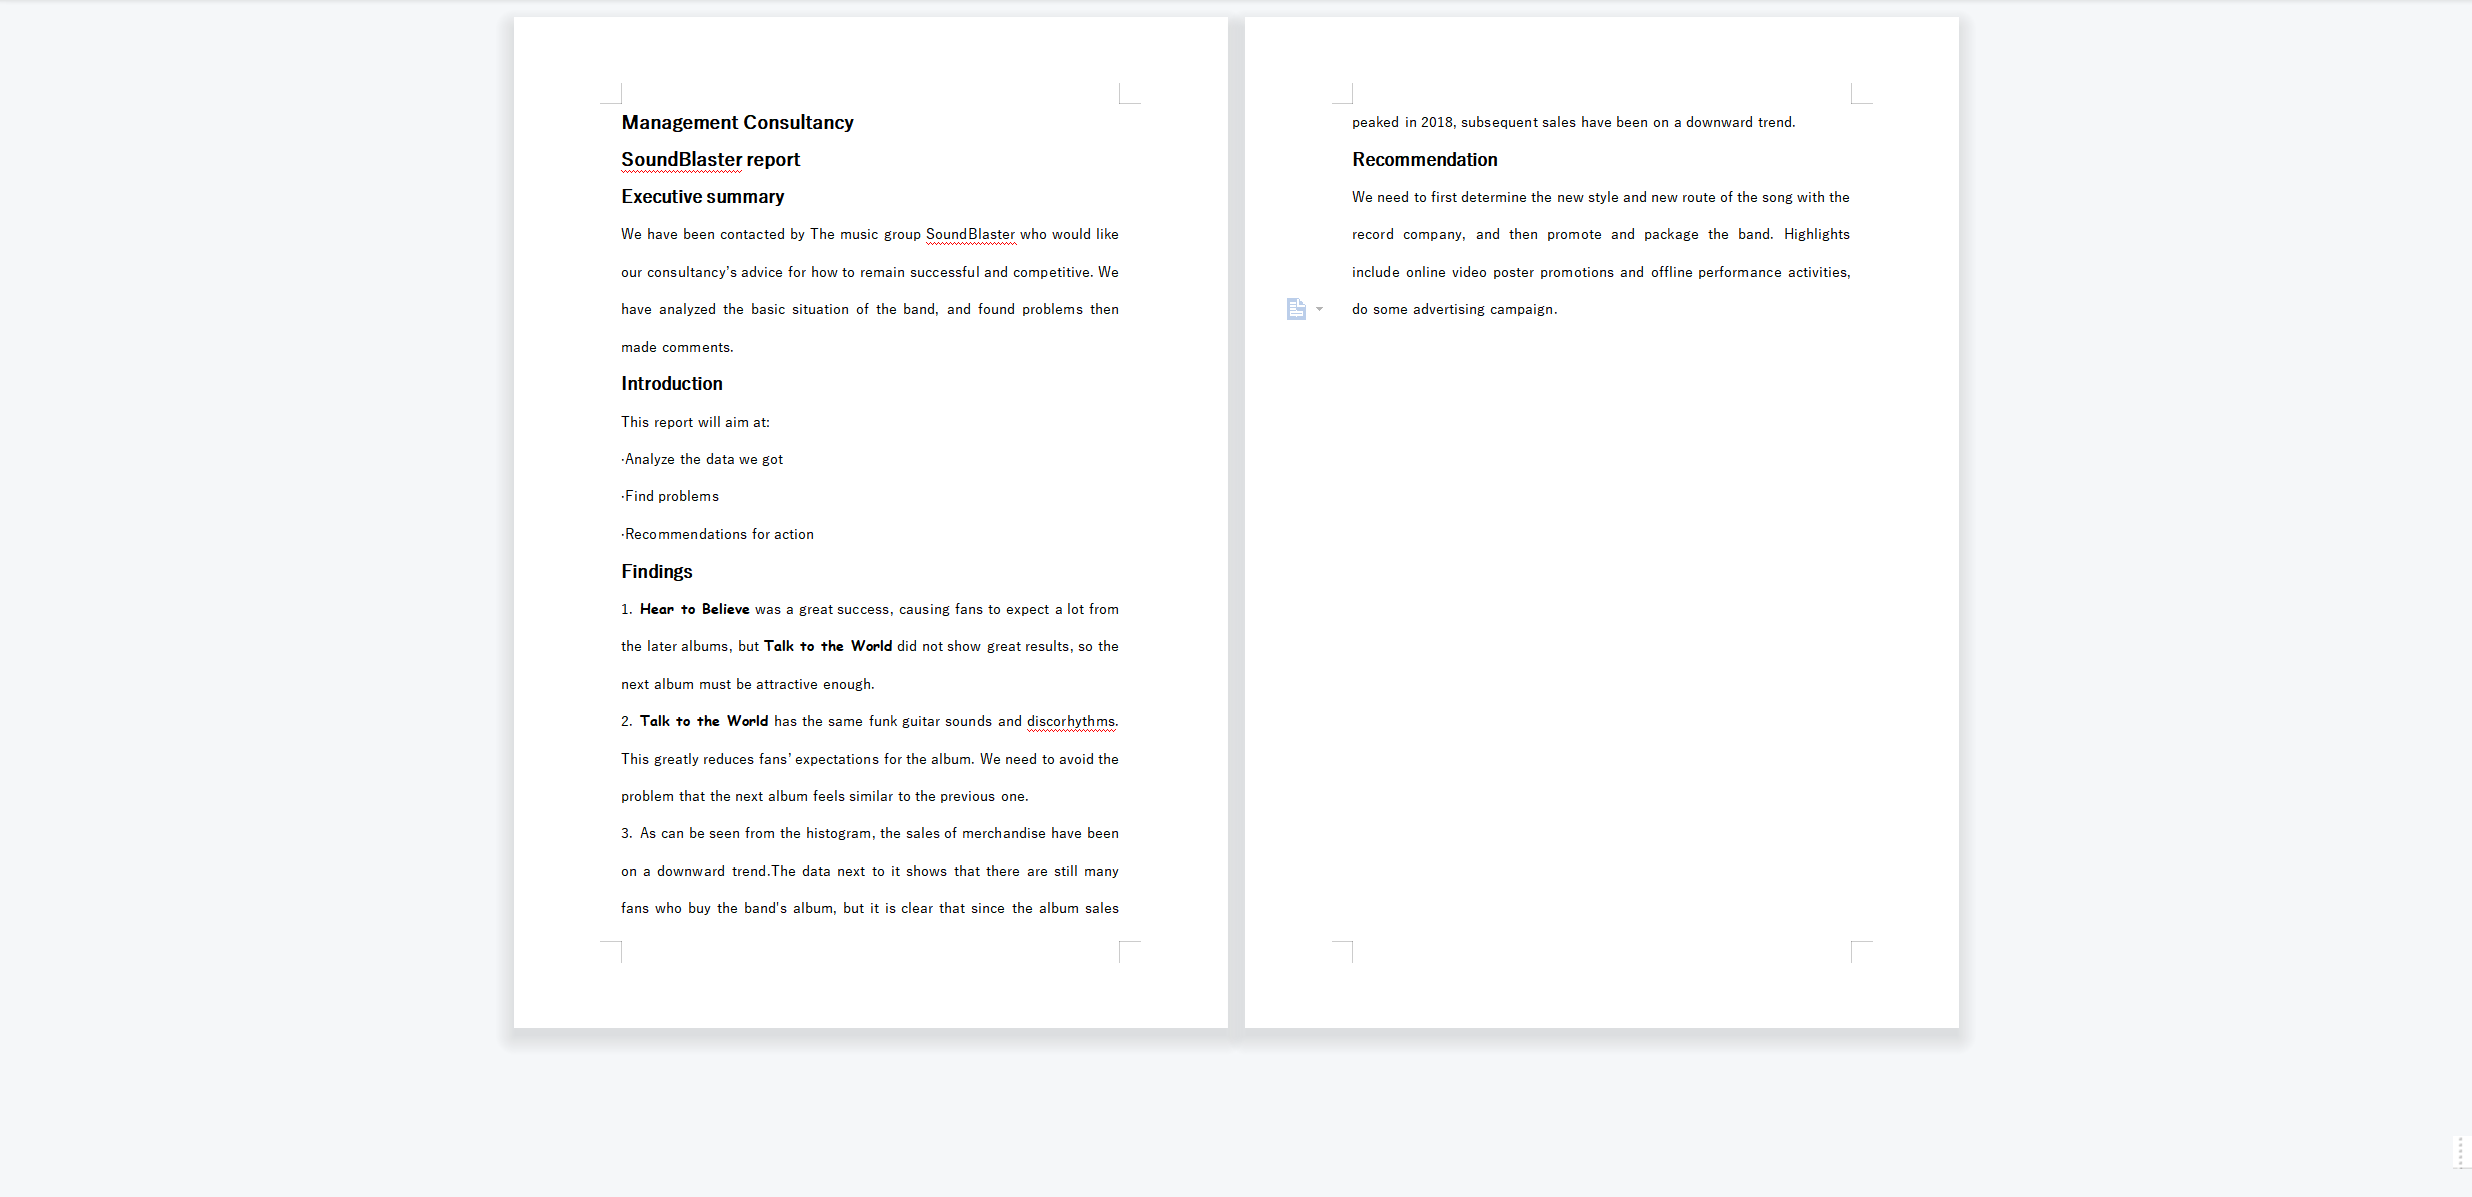 Management Consultancy
SoundBlaster report
Executive summary
We have been contacted by The music group SoundBlaster who would like
our consultancy's advice for how to remain successful and competitive. We
have analyzed the basic situation of the band, and found problems then
made comments.
Introduction
This report will aim at:
·Analyze the data we got
·Find problems
·Recommendations for action
Findings
1. Hear to Believe was a great success, causing fans to expect a lot from
the later albums, but Talk to the World did not show great results, so the
next album must be attractive enough.
2. Talk to the World has the same funk guitar sounds and discorhythms.
This greatly reduces fans' expectations for the album. We need to avoid the
problem that the next album feels similar to the previous one.
3. As can be seen from the histogram, the sales of merchandise have been
on a downward trend.The data next to it shows that there are still many
fans who buy the band's album, but it is clear that since the album sales
peaked in 2018, subsequent sales have been on a downward trend.
Recommendation
We need to first determine the new style and new route of the song with the
record company, and then promote and package the band. Highlights
include online video poster promotions and offline performance activities,
do some advertising campaign.